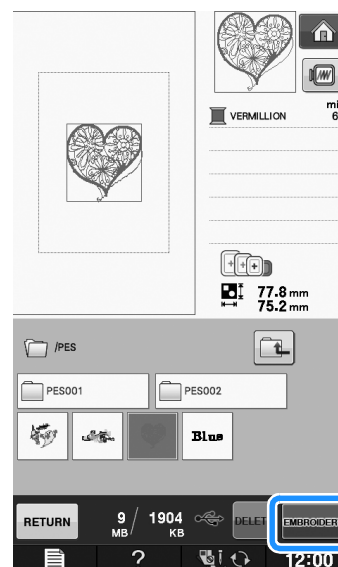 VERMILLION
mi
6
77.8 mm
75.2 mm
/PES
PES001
PES002
Blue
RETURN
9 MB / 1904 KB
DELET
EMBROIDER
?
12:00